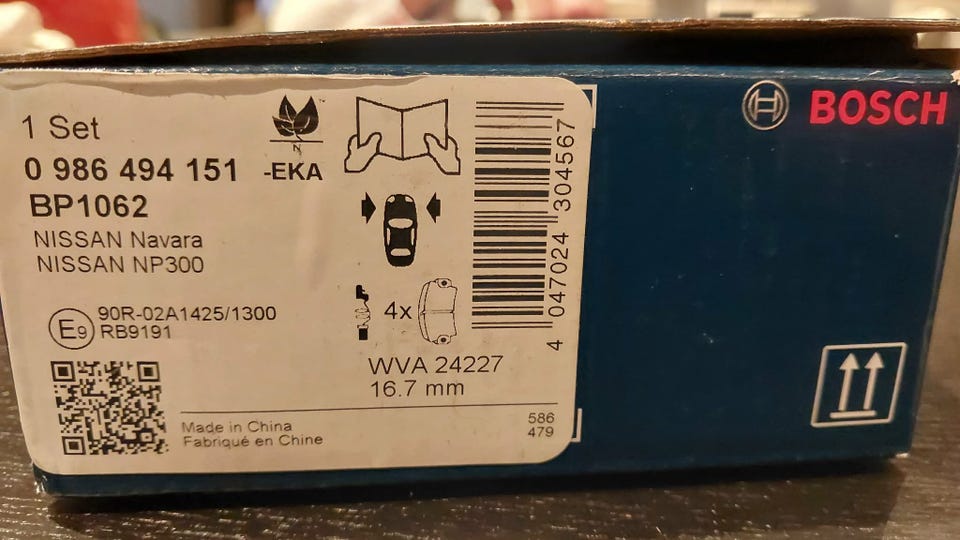 1 Set
0 986 494 151 -EKA
BP1062
NISSAN Navara
NISSAN NP300
E9 90R-02A1425/1300
RB9191
N
4x
WVA 24227
16.7 mm
Made in China
Fabriqué en Chine
586
479
4 047024 304567
BOSCH